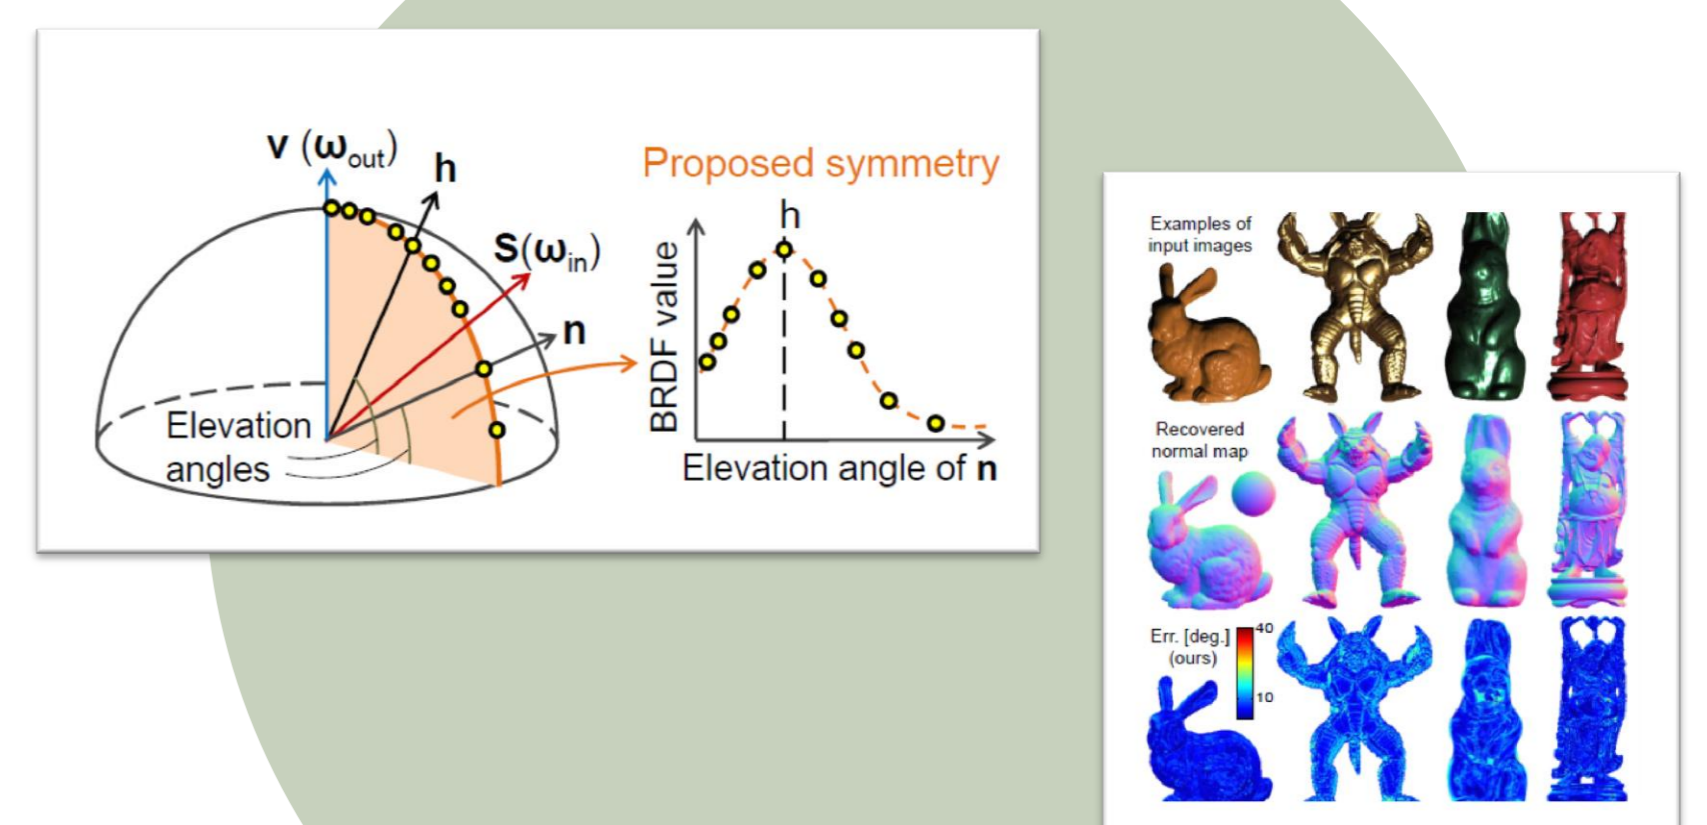 v (ωout)
h
S(ωin)
n
Elevation
angles
Proposed symmetry
h
BRDF value
Elevation angle of n
Examples of
input images
Recovered
normal map
Err. [deg.]
(ours)
40
10